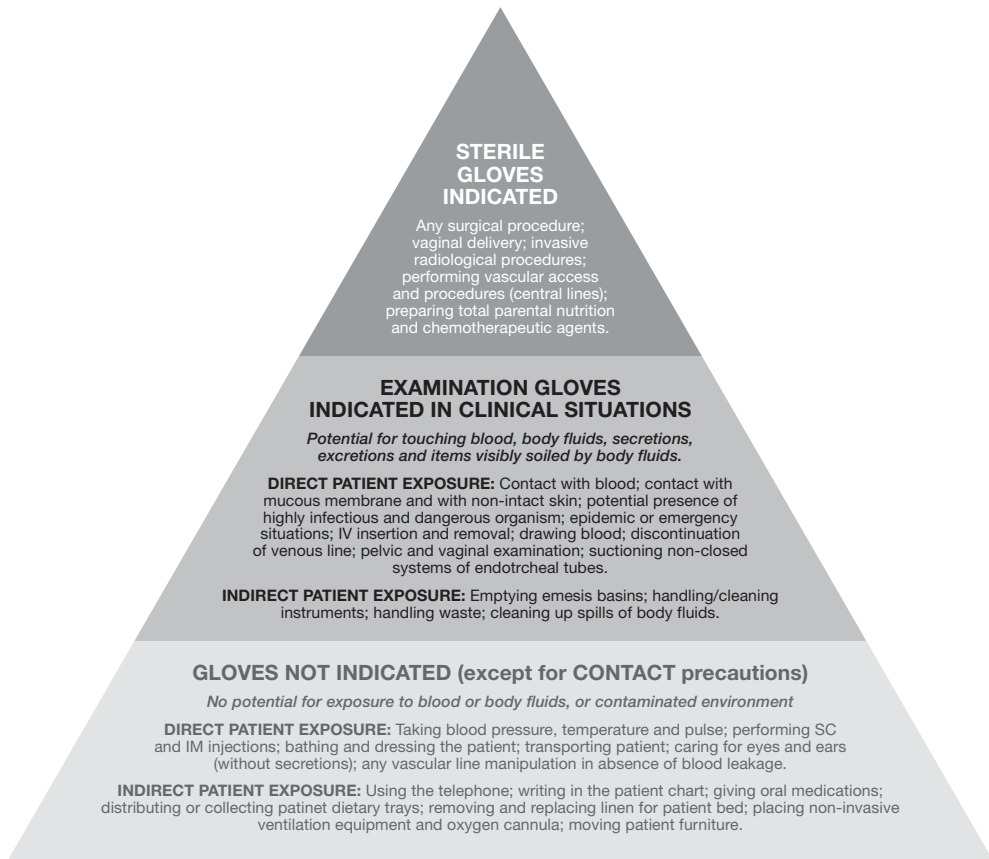 STERILE
GLOVES
INDICATED
Any surgical procedure;
vaginal delivery; invasive
radiological procedures;
performing vascular access
and procedures (central lines);
preparing total parental nutrition
and chemotherapeutic agents.
EXAMINATION GLOVES
INDICATED IN CLINICAL SITUATIONS
Potential for touching blood, body fluids, secretions,
excretions and items visibly soiled by body fluids.
DIRECT PATIENT EXPOSURE: Contact with blood; contact with
mucous membrane and with non-intact skin; potential presence of
highly infectious and dangerous organism; epidemic or emergency
situations; IV insertion and removal; drawing blood; discontinuation
of venous line; pelvic and vaginal examination; suctioning non-closed
systems of endotrcheal tubes.
INDIRECT PATIENT EXPOSURE: Emptying emesis basins; handling/cleaning
instruments; handling waste; cleaning up spills of body fluids.
GLOVES NOT INDICATED (except for CONTACT precautions)
No potential for exposure to blood or body fluids, or contaminated environment
DIRECT PATIENT EXPOSURE: Taking blood pressure, temperature and pulse; performing SC
and IM injections; bathing and dressing the patient; transporting patient; caring for eyes and ears
(without secretions); any vascular line manipulation in absence of blood leakage.
INDIRECT PATIENT EXPOSURE: Using the telephone; writing in the patient chart; giving oral medications;
distributing or collecting patinet dietary trays; removing and replacing linen for patient bed; placing non-invasive
ventilation equipment and oxygen cannula; moving patient furniture.